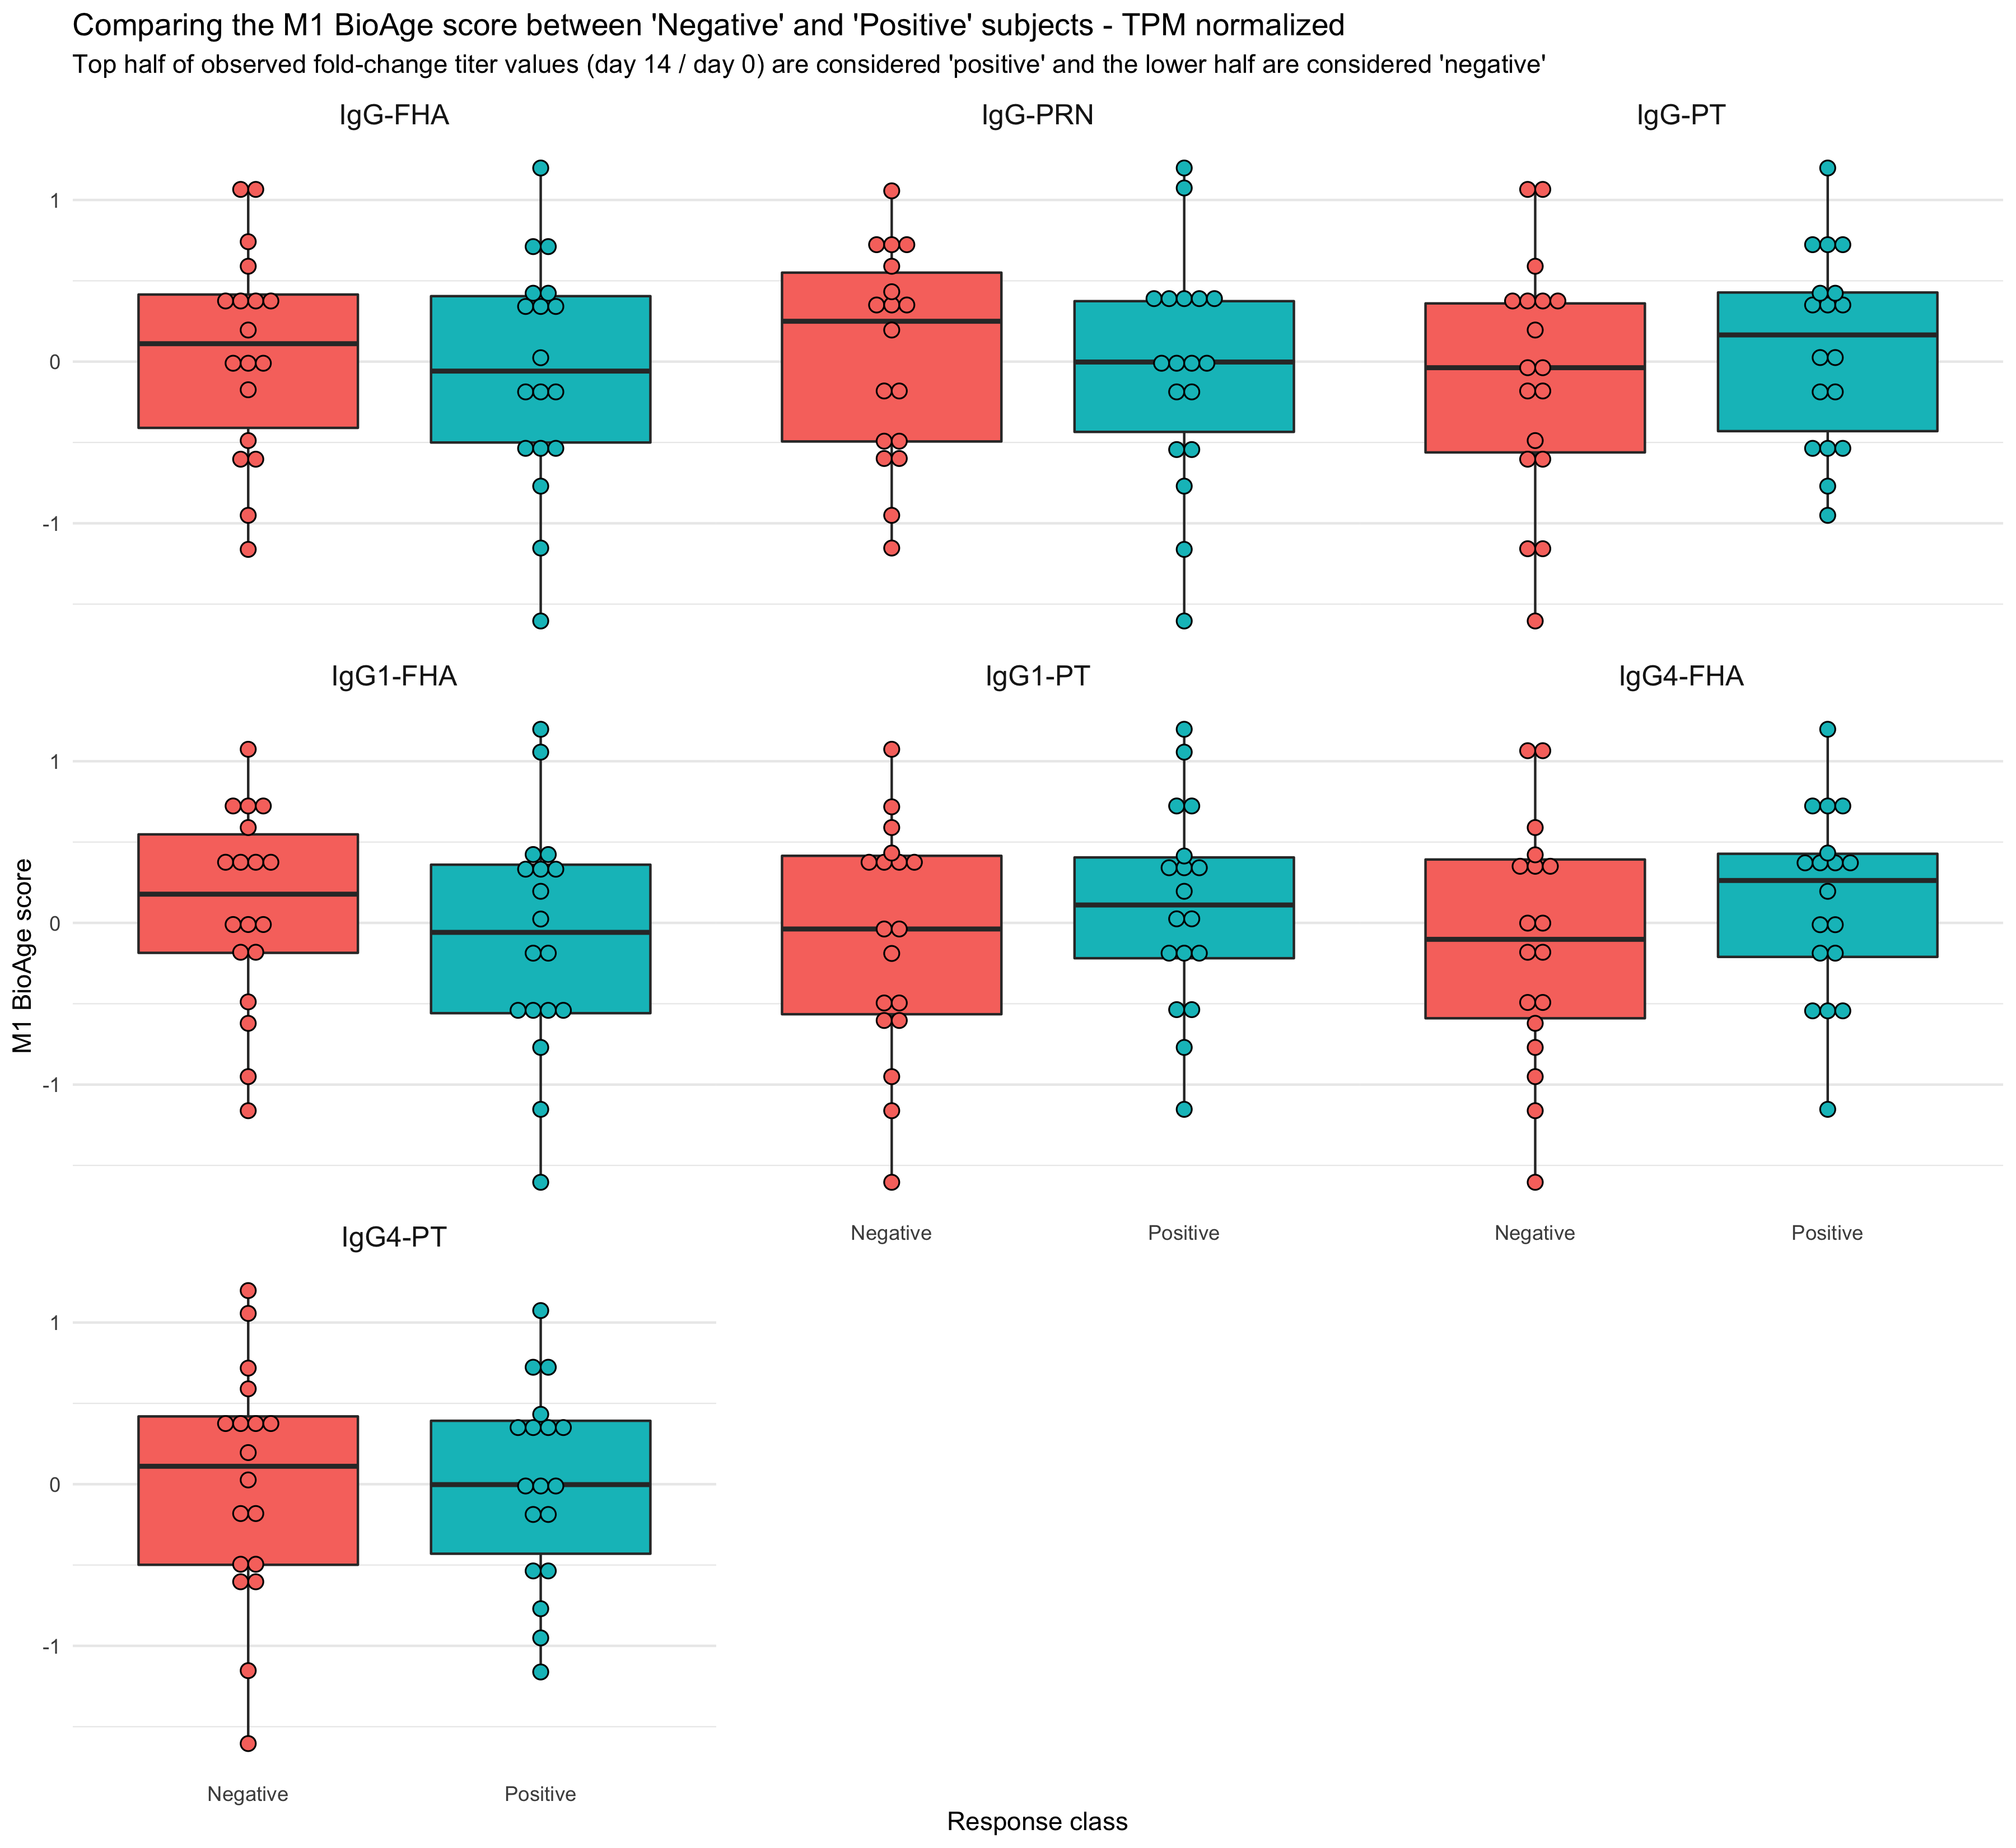 Comparing the M1 BioAge score between 'Negative' and 'Positive' subjects - TPM normalized
Top half of observed fold-change titer values (day 14 / day 0) are considered 'positive' and the lower half are considered 'negative'
IgG-FHA
IgG-PRN
IgG-PT
1
0
-1
IgG1-FHA
IgG1-PT
IgG4-FHA
1
0
-1
M1 BioAge score
Negative
Positive
Negative
Positive
IgG4-PT
1
0
-1
Negative
Positive
Response class